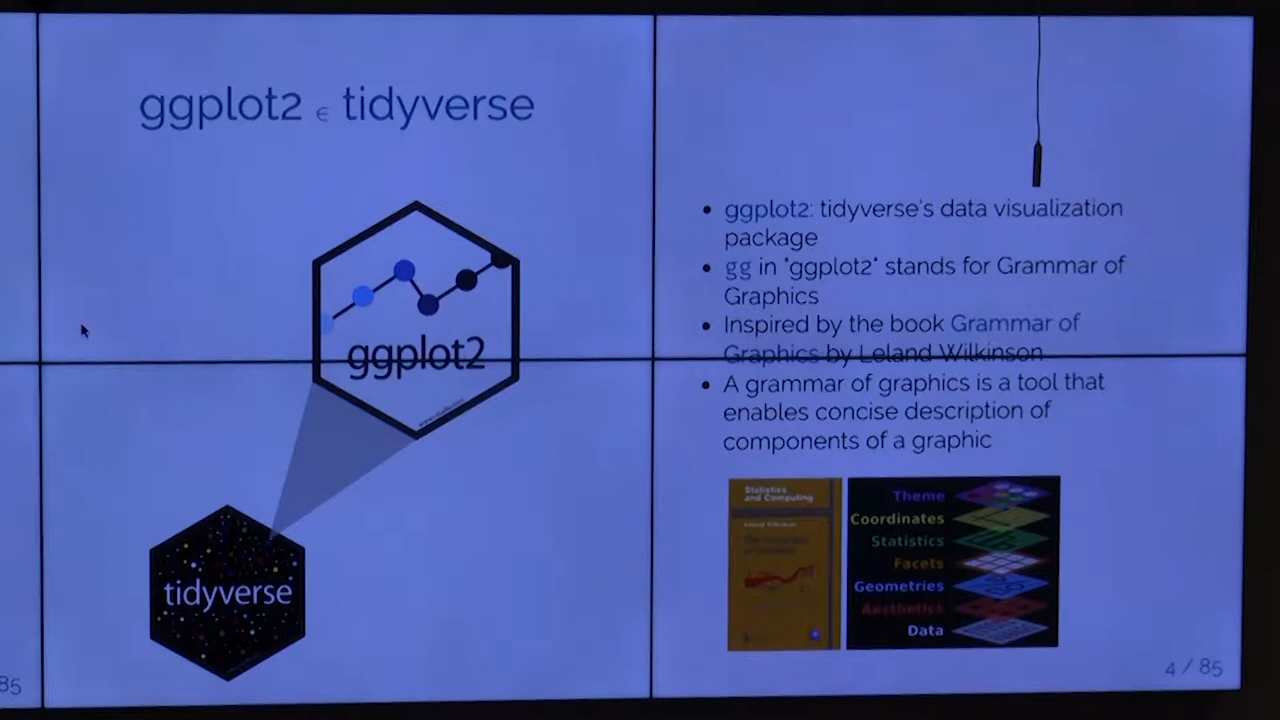 ggplot2 ∈ tidyverse
ggplot2
tidyverse
85
• ggplot2: tidyverse's data visualization
package
• gg in "ggplot2" stands for Grammar of
Graphics
• Inspired by the book Grammar of
Graphics by Leland Wilkinson
• A grammar of graphics is a tool that
enables concise description of
components of a graphic
Statistics
and Computing
Theme
Coordinates
Statistics
Facets
Geometries
Aesthetics
Data
4 / 85